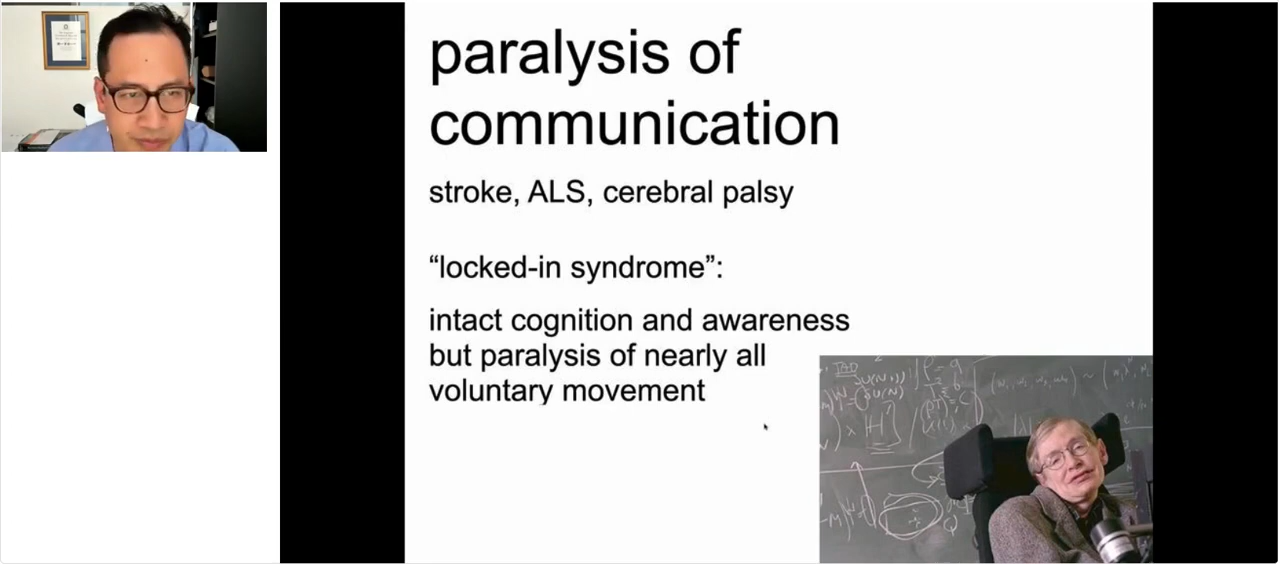 paralysis of
communication
stroke, ALS, cerebral palsy
“locked-in syndrome”:
intact cognition and awareness
but paralysis of nearly all
voluntary movement